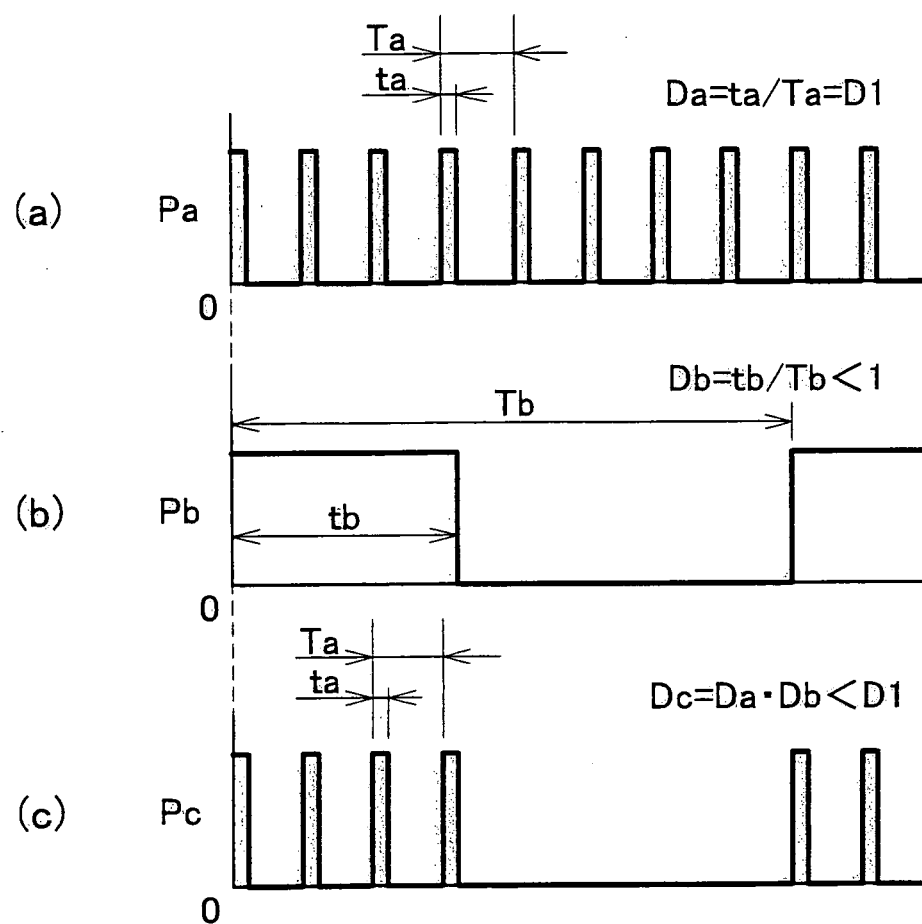 Ta
ta
Da=ta/Ta=D1
(a)
Pa
0
Db=tb/Tb<1
Tb
(b)
Pb
tb
0
Ta
ta
Dc=Da・Db<D1
(c)
Pc
0